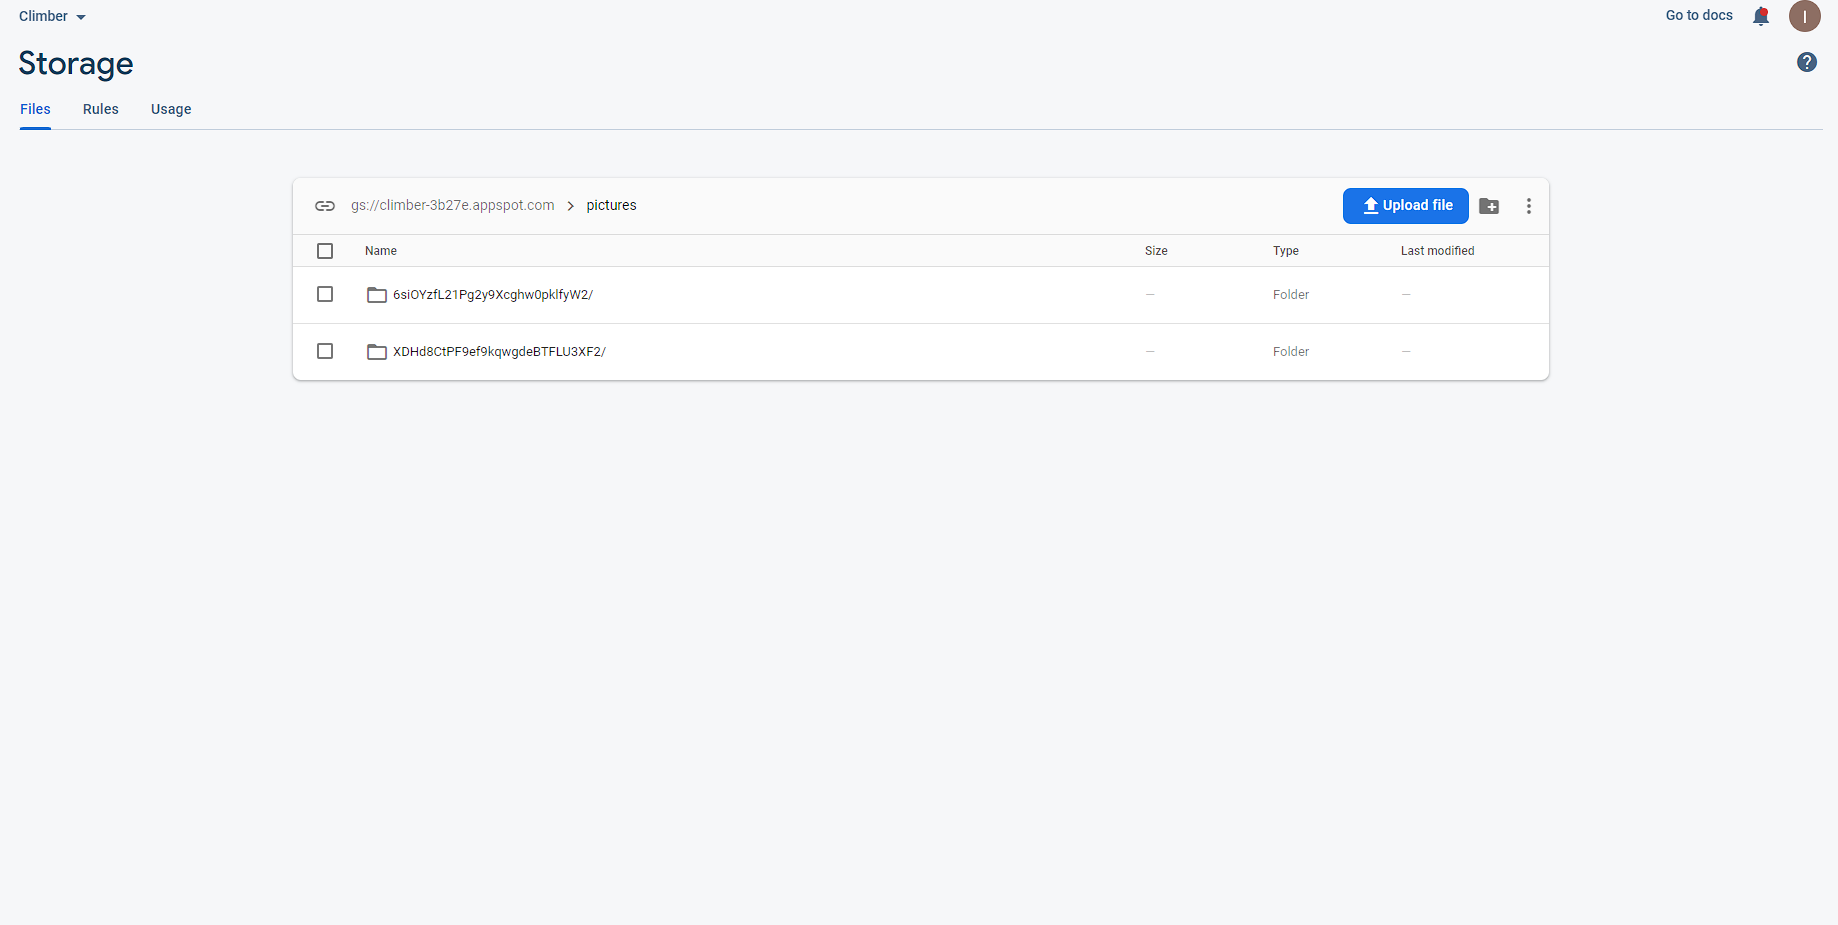 Climber
Go to docs
I
Storage
?
Files Rules Usage
gs://climber-3b27e.appspot.com > pictures
Upload file
Name Size Type Last modified
6siOYzfL21Pg2y9Xcghw0pklfyW2/ — Folder —
XDHd8CtPF9ef9kqwgdeBTFLU3XF2/ — Folder —